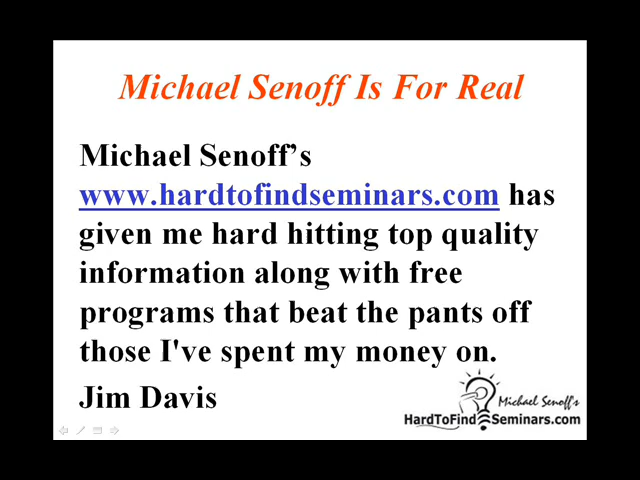 Michael Senoff Is For Real
Michael Senoff's
www.hardtofindseminars.com has
given me hard hitting top quality
information along with free
programs that beat the pants off
those I've spent my money on.
Jim Davis
Michael Senoff's
HardToFindSeminars.com